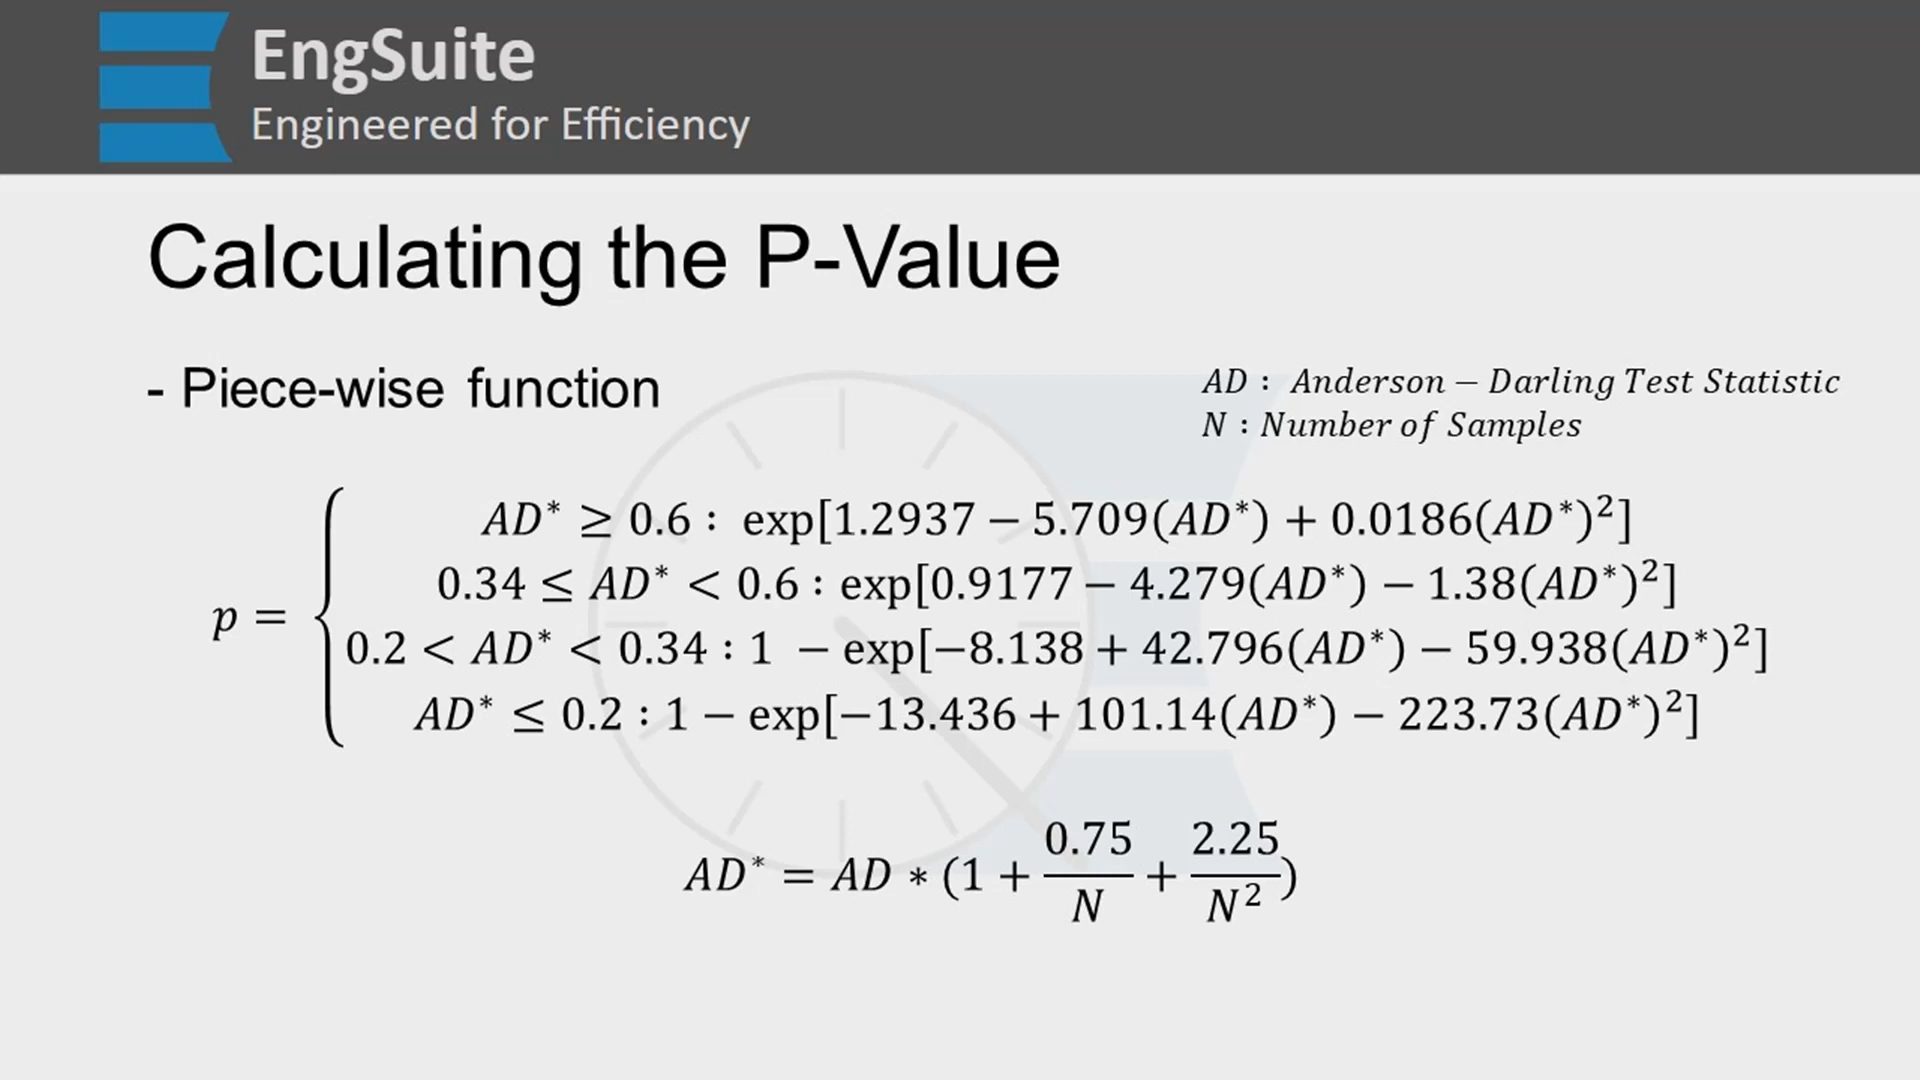 EngSuite
Engineered for Efficiency
Calculating the P-Value
- Piece-wise function
AD : Anderson − Darling Test Statistic
N : Number of Samples
p =
AD* ≥ 0.6 : exp[1.2937 − 5.709(AD*) + 0.0186(AD*)²]
0.34 ≤ AD* < 0.6 : exp[0.9177 − 4.279(AD*) − 1.38(AD*)²]
0.2 < AD* < 0.34 : 1 − exp[−8.138 + 42.796(AD*) − 59.938(AD*)²]
AD* ≤ 0.2 : 1 − exp[−13.436 + 101.14(AD*) − 223.73(AD*)²]
AD* = AD * (1 + 0.75/N + 2.25/N²)